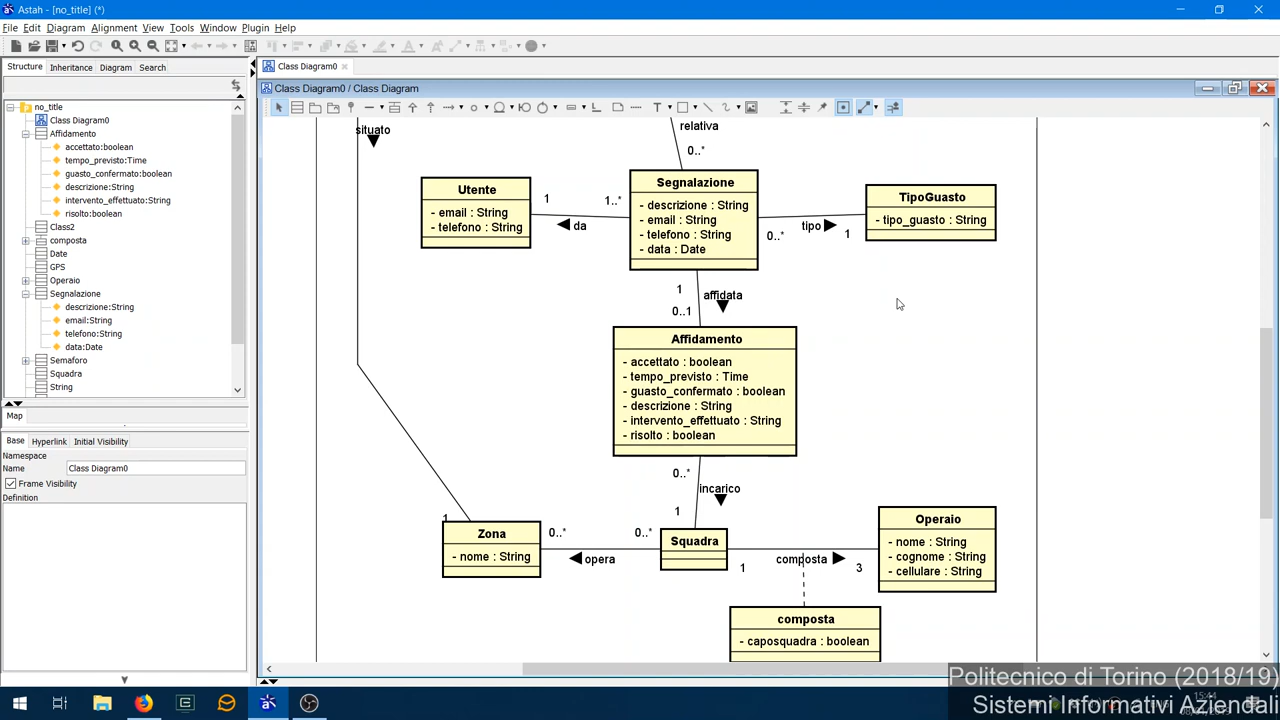 Astah - [no_title] (*)
File Edit Diagram Alignment View Tools Window Plugin Help
Structure Inheritance Diagram Search
no_title
Class Diagram0
Affidamento
accettato:boolean
tempo_previsto:Time
guasto_confermato:boolean
descrizione:String
intervento_effettuato:String
risolto:boolean
Class2
composta
Date
GPS
Operaio
Segnalazione
descrizione:String
email:String
telefono:String
data:Date
Semaforo
Squadra
String
Map
Base Hyperlink Initial Visibility
Namespace
Name Class Diagram0
Frame Visibility
Definition
Class Diagram0
Class Diagram0 / Class Diagram
situato
relativa
0..*
Utente
- email : String
- telefono : String
1
1..*
da
Segnalazione
- descrizione : String
- email : String
- telefono : String
- data : Date
tipo
0..*
1
TipoGuasto
- tipo_guasto : String
1
affidata
0..1
Affidamento
- accettato : boolean
- tempo_previsto : Time
- guasto_confermato : boolean
- descrizione : String
- intervento_effettuato : String
- risolto : boolean
0..*
incarico
1
1
Zona
- nome : String
0..*
0..*
opera
Squadra
composta
1
3
Operaio
- nome : String
- cognome : String
- cellulare : String
composta
- caposquadra : boolean
Politecnico di Torino (2018/19)
Sistemi Informativi Aziendali